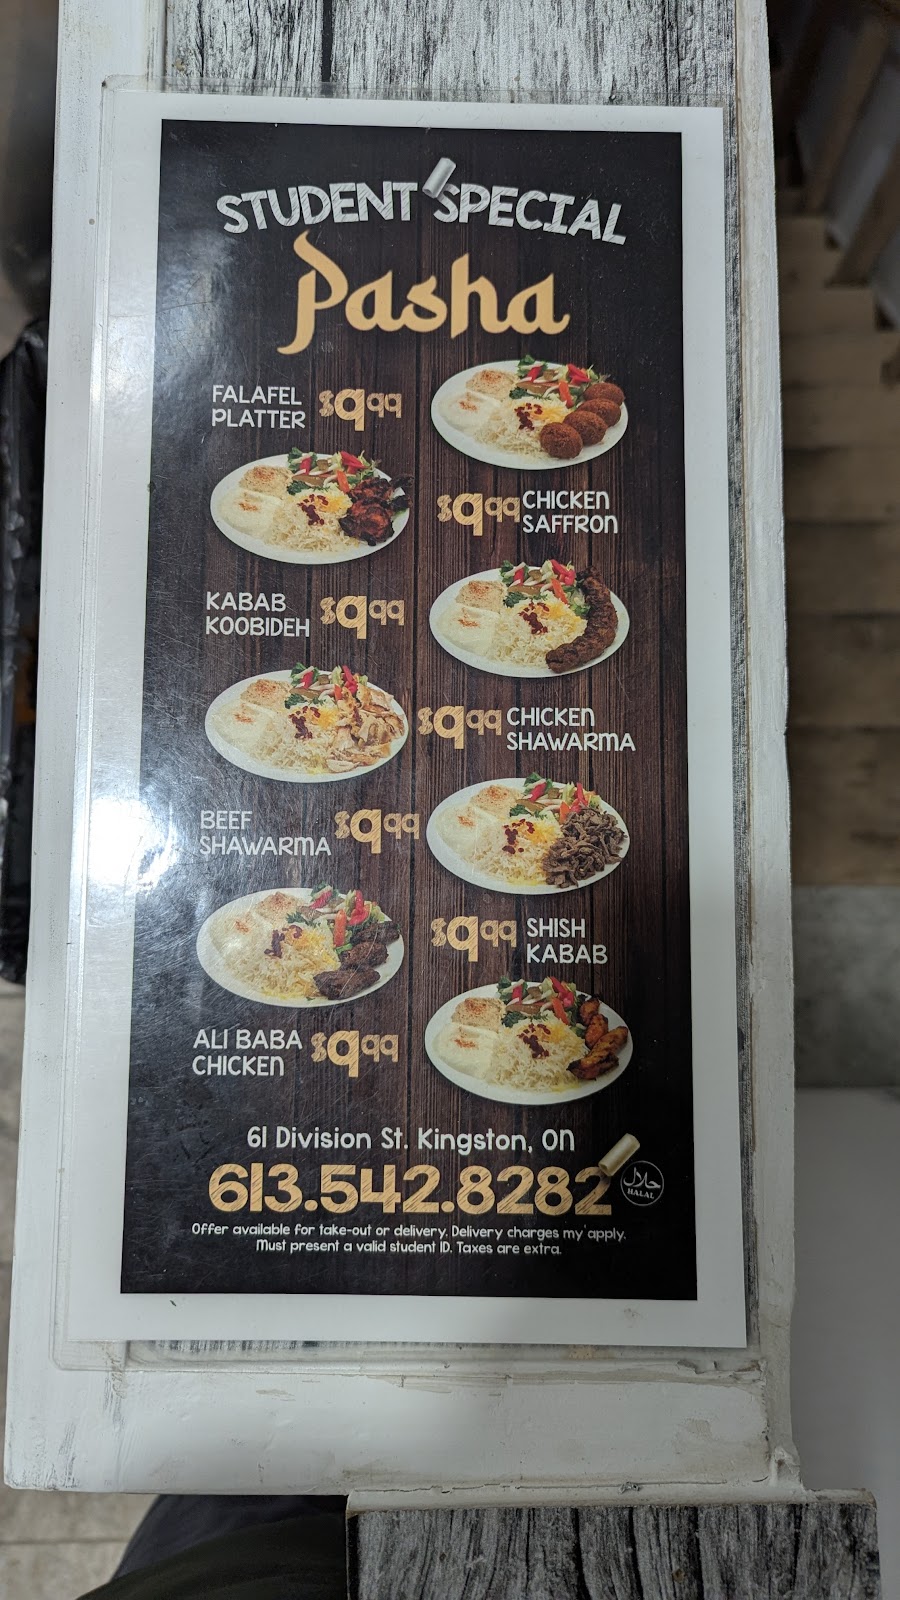 STUDENT SPECIAL
Pasha
FALAFEL
PLATTER $9.99
$9.99 CHICKEN
SAFFRON
KABAB
KOOBIDEH $9.99
$9.99 CHICKEN
SHAWARMA
BEEF
SHAWARMA $9.99
$9.99 SHISH
KABAB
ALI BABA
CHICKEN $9.99
61 Division St. Kingston, ON
613.542.8282
حلال
HALAL
Offer available for take-out or delivery. Delivery charges my apply.
Must present a valid student ID. Taxes are extra.